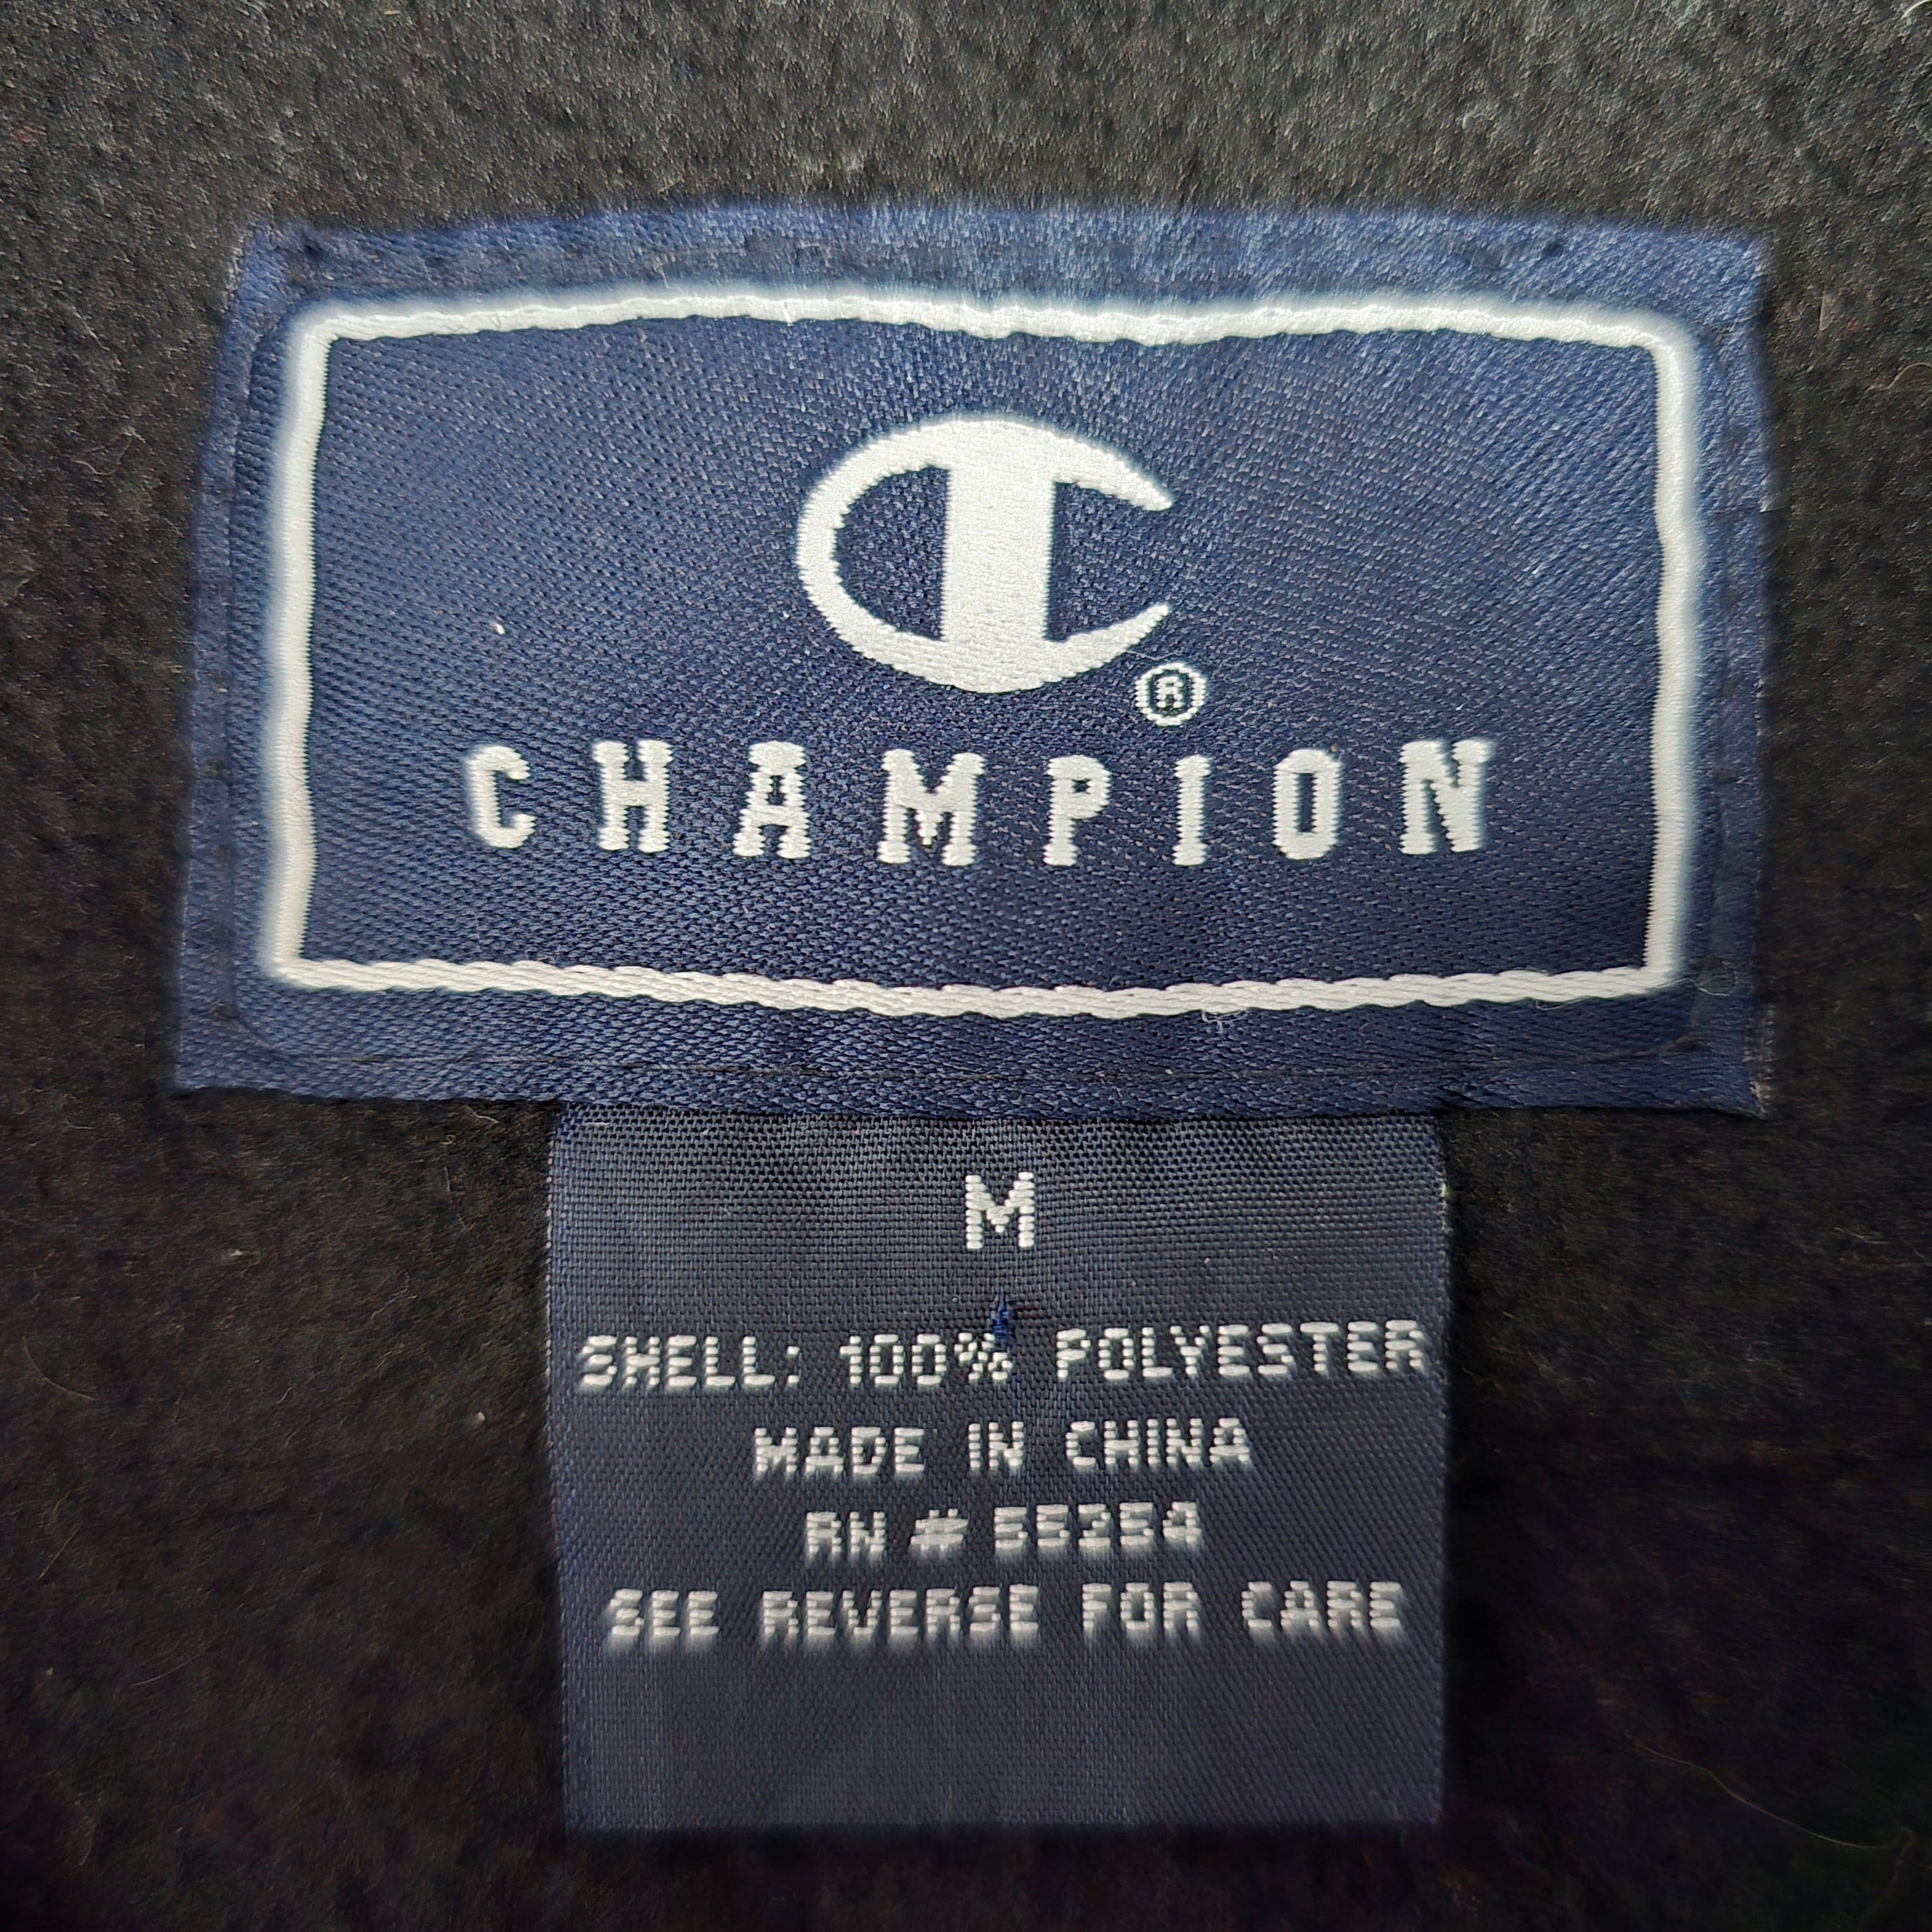 C®
CHAMPION
M
SHELL: 100% POLYESTER
MADE IN CHINA
RN # 55254
SEE REVERSE FOR CARE